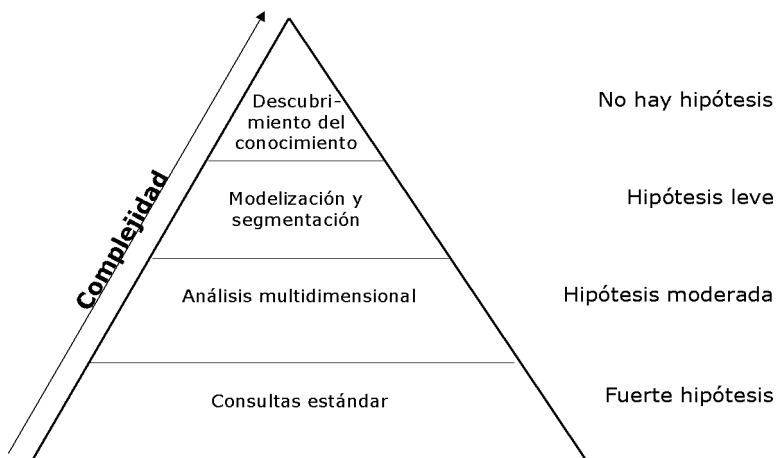 Descubri-
miento del
conocimiento
No hay hipótesis
Modelización y
segmentación
Hipótesis leve
Complejidad
Análisis multidimensional
Hipótesis moderada
Consultas estándar
Fuerte hipótesis